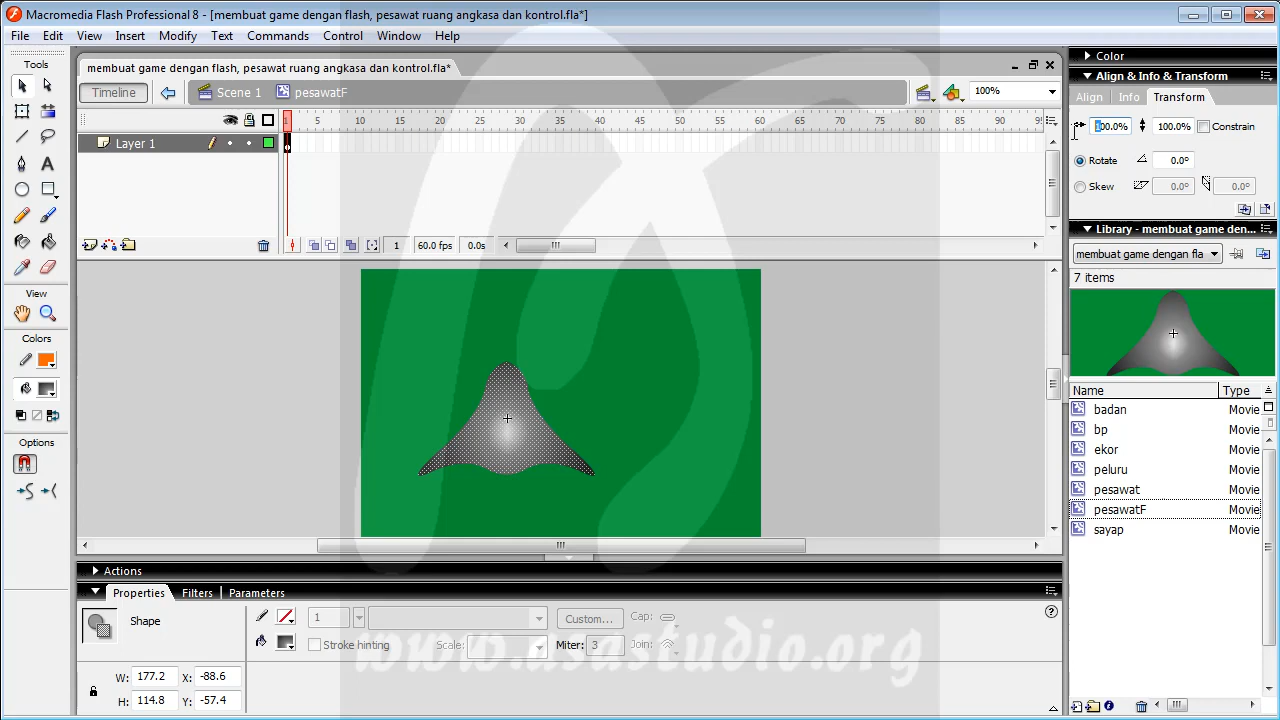 Macromedia Flash Professional 8 - [membuat game dengan flash, pesawat ruang angkasa dan kontrol.fla*]
File Edit View Insert Modify Text Commands Control Window Help
Tools
View
Colors
Options
membuat game dengan flash, pesawat ruang angkasa dan kontrol.fla*
Timeline Scene 1 pesawatF 100%
1 5 10 15 20 25 30 35 40 45 50 55 60 65 70 75 80 85 90 95
Layer 1
1 60.0 fps 0.0s
Actions
Properties Filters Parameters
Shape
1 Custom... Cap:
Stroke hinting Scale: Miter: 3 Join:
W: 177.2 X: -88.6
H: 114.8 Y: -57.4
www.asastudio.org
Color
Align & Info & Transform
Align Info Transform
100.0% 100.0% Constrain
Rotate 0.0°
Skew 0.0° 0.0°
Library - membuat game den...
membuat game dengan fla
7 items
Name Type
badan Movie
bp Movie
ekor Movie
peluru Movie
pesawat Movie
pesawatF Movie
sayap Movie